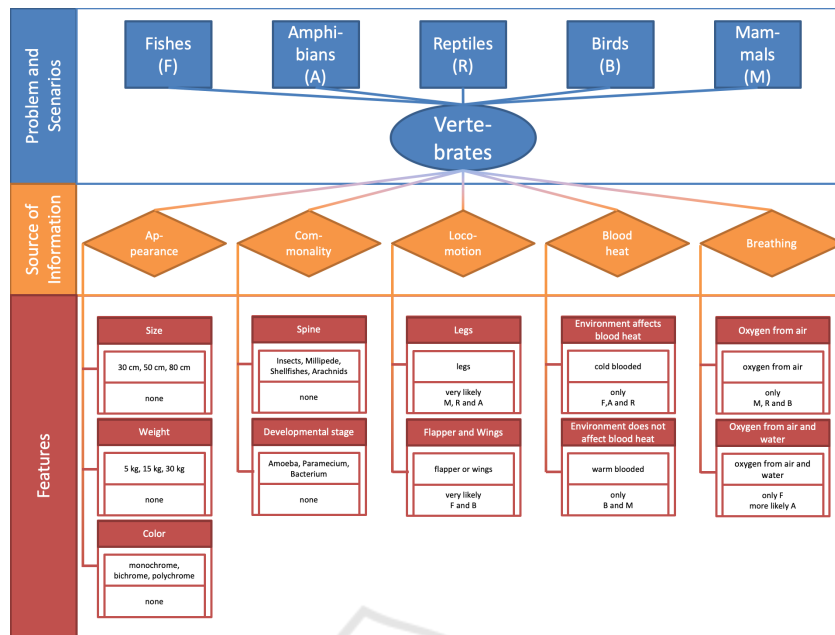 Problem and
Scenarios
Fishes
(F)
Amphi-
bians
(A)
Reptiles
(R)
Birds
(B)
Mam-
mals
(M)
Verte-
brates
Source of
Information
Ap-
pearance
Com-
monality
Loco-
motion
Blood
heat
Breathing
Features
Size
30 cm, 50 cm, 80 cm
none
Weight
5 kg, 15 kg, 30 kg
none
Color
monochrome,
bichrome, polychrome
none
Spine
Insects, Millipede,
Shellfishes, Arachnids
none
Developmental stage
Amoeba, Paramecium,
Bacterium
none
Legs
legs
very likely
M, R and A
Flapper and Wings
flapper or wings
very likely
F and B
Environment affects
blood heat
cold blooded
only
F,A and R
Environment does not
affect blood heat
warm blooded
only
B and M
Oxygen from air
oxygen from air
only
M, R and B
Oxygen from air and
water
oxygen from air and
water
only F
more likely A